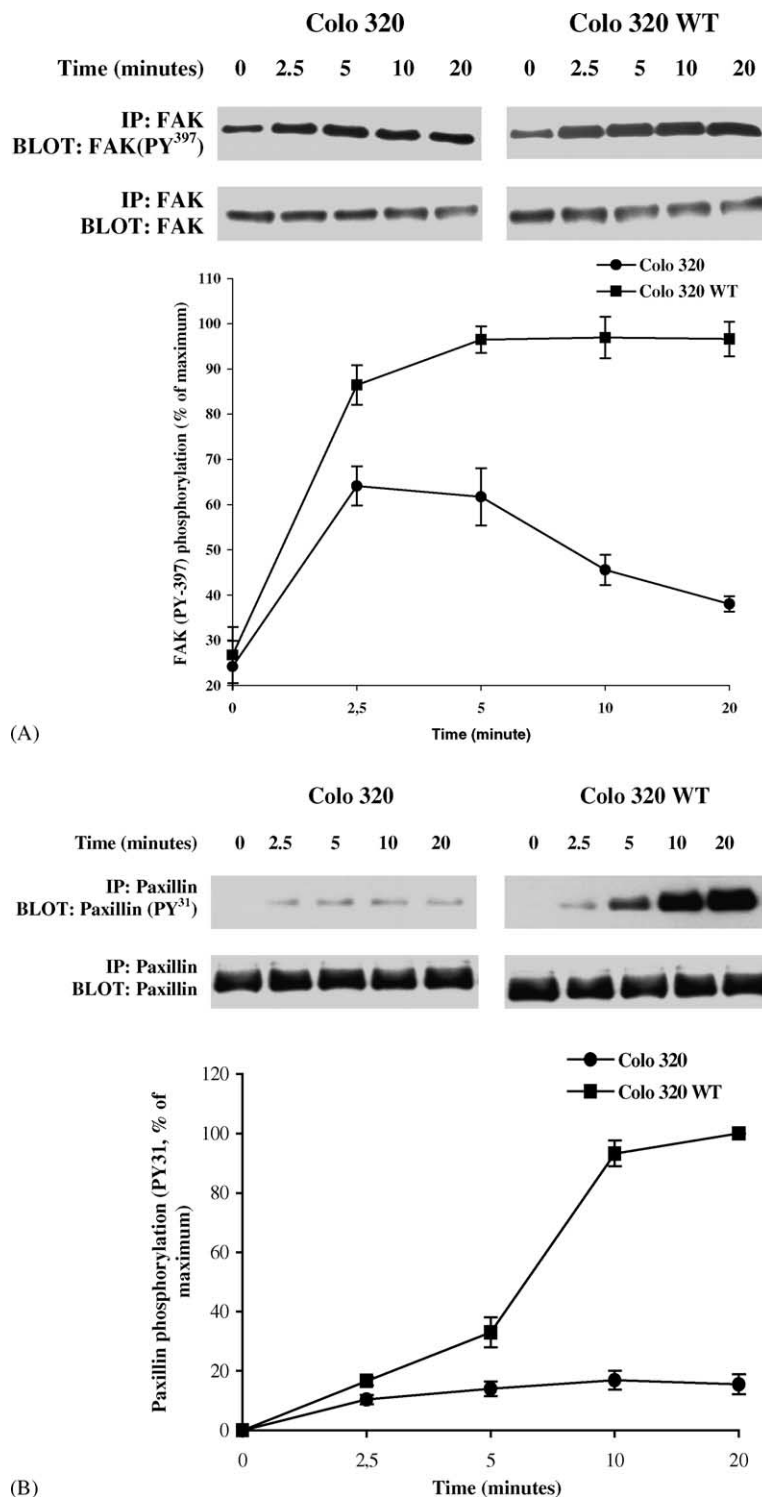 Colo 320 Colo 320 WT
Time (minutes) 0 2.5 5 10 20 0 2.5 5 10 20
IP: FAK
BLOT: FAK(PY397)
IP: FAK
BLOT: FAK
Colo 320
Colo 320 WT
110
100
90
80
70
60
50
40
30
20
FAK (PY-397) phosphorylation (% of maximum)
0 2,5 5 10 20
Time (minute)
(A)
Colo 320 Colo 320 WT
Time (minutes) 0 2.5 5 10 20 0 2.5 5 10 20
IP: Paxillin
BLOT: Paxillin (PY31)
IP: Paxillin
BLOT: Paxillin
Colo 320
Colo 320 WT
120
100
80
60
40
20
0
Paxillin phosphorylation (PY31, % of
maximum)
0 2,5 5 10 20
Time (minutes)
(B)